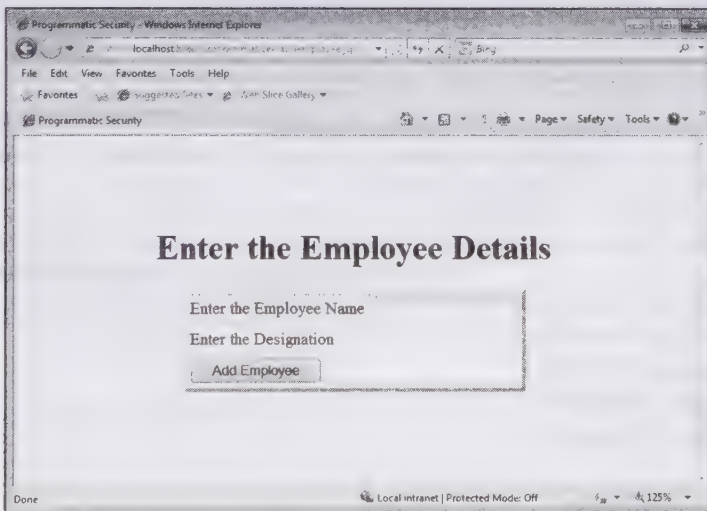 Programmatic Security - Windows Internet Explorer
localhost
Bing
File Edit View Favorites Tools Help
Favorites Suggested Sites Web Slice Gallery
Programmatic Security Page Safety Tools
Enter the Employee Details
Enter the Employee Name
Enter the Designation
Add Employee
Done Local intranet | Protected Mode: Off 125%